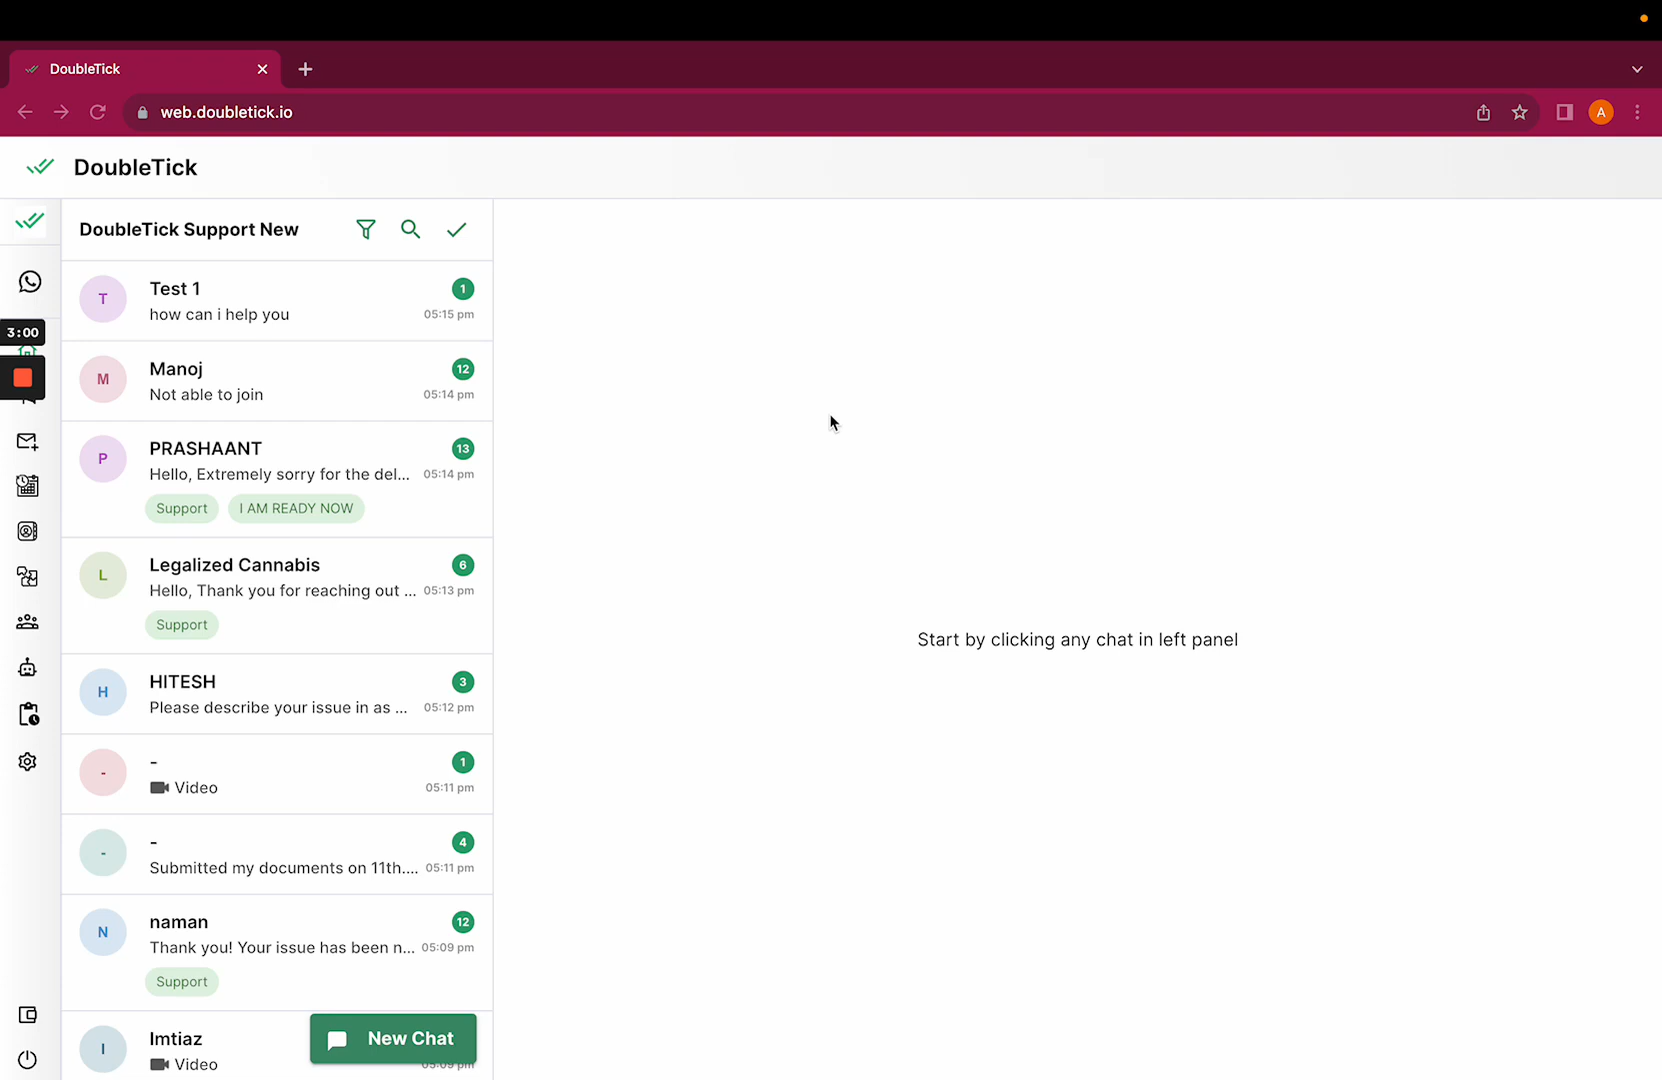 DoubleTick
web.doubletick.io
A
DoubleTick
DoubleTick Support New
3:00
T
Test 1
1
how can i help you
05:15 pm
M
Manoj
12
Not able to join
05:14 pm
P
PRASHAANT
13
Hello, Extremely sorry for the del...
05:14 pm
Support
I AM READY NOW
L
Legalized Cannabis
6
Hello, Thank you for reaching out ...
05:13 pm
Support
H
HITESH
3
Please describe your issue in as ...
05:12 pm
-
-
1
Video
05:11 pm
-
-
4
Submitted my documents on 11th....
05:11 pm
N
naman
12
Thank you! Your issue has been n...
05:09 pm
Support
I
Imtiaz
Video
05:09 pm
New Chat
Start by clicking any chat in left panel